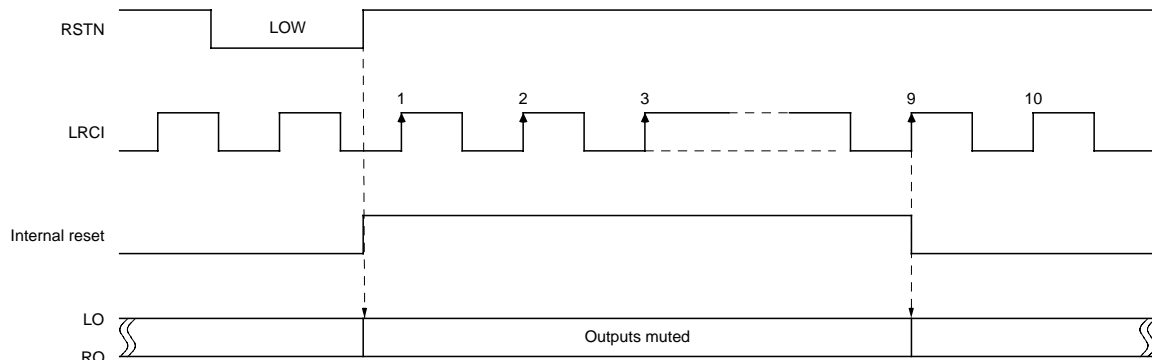 RSTN
LOW
1 2 3 9 10
LRCI
Internal reset
LO
Outputs muted
RO